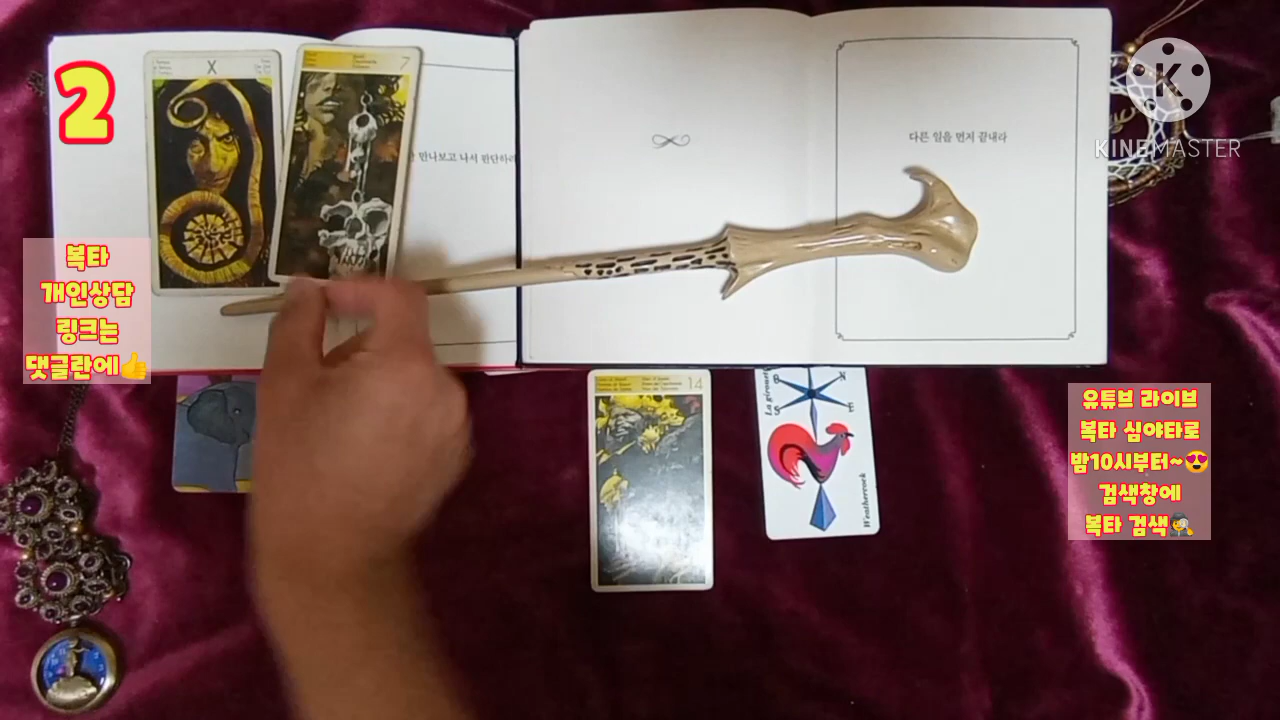 2
X
7
만나보고 나서 판단하라
다른 일을 먼저 끝내라
K
KINEMASTER
복타
개인상담
링크는
댓글란에👍
14
La girouette
Weathercock
유튜브 라이브
복타 심야타로
밤10시부터~😍
검색창에
복타 검색🕵